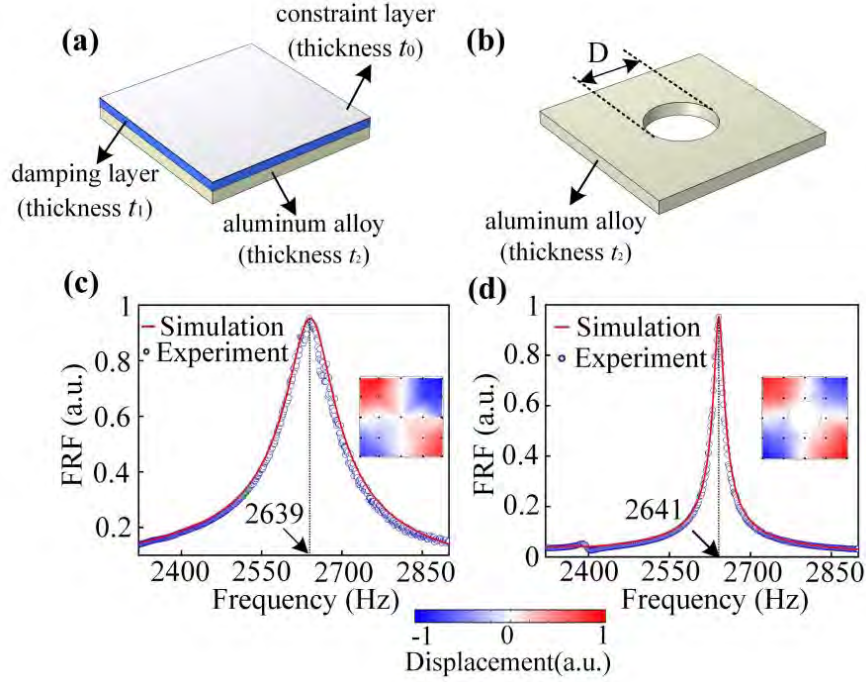 (a)
constraint layer
(thickness t₀)
damping layer
(thickness t₁)
aluminum alloy
(thickness t₂)
(b)
D
aluminum alloy
(thickness t₂)
(c)
FRF (a.u.)
1
0.8
0.6
0.4
0.2
Simulation
Experiment
2639
2400 2550 2700 2850
Frequency (Hz)
(d)
FRF (a.u.)
1
0.8
0.6
0.4
0.2
0
Simulation
Experiment
2641
2400 2550 2700 2850
Frequency (Hz)
-1 0 1
Displacement(a.u.)